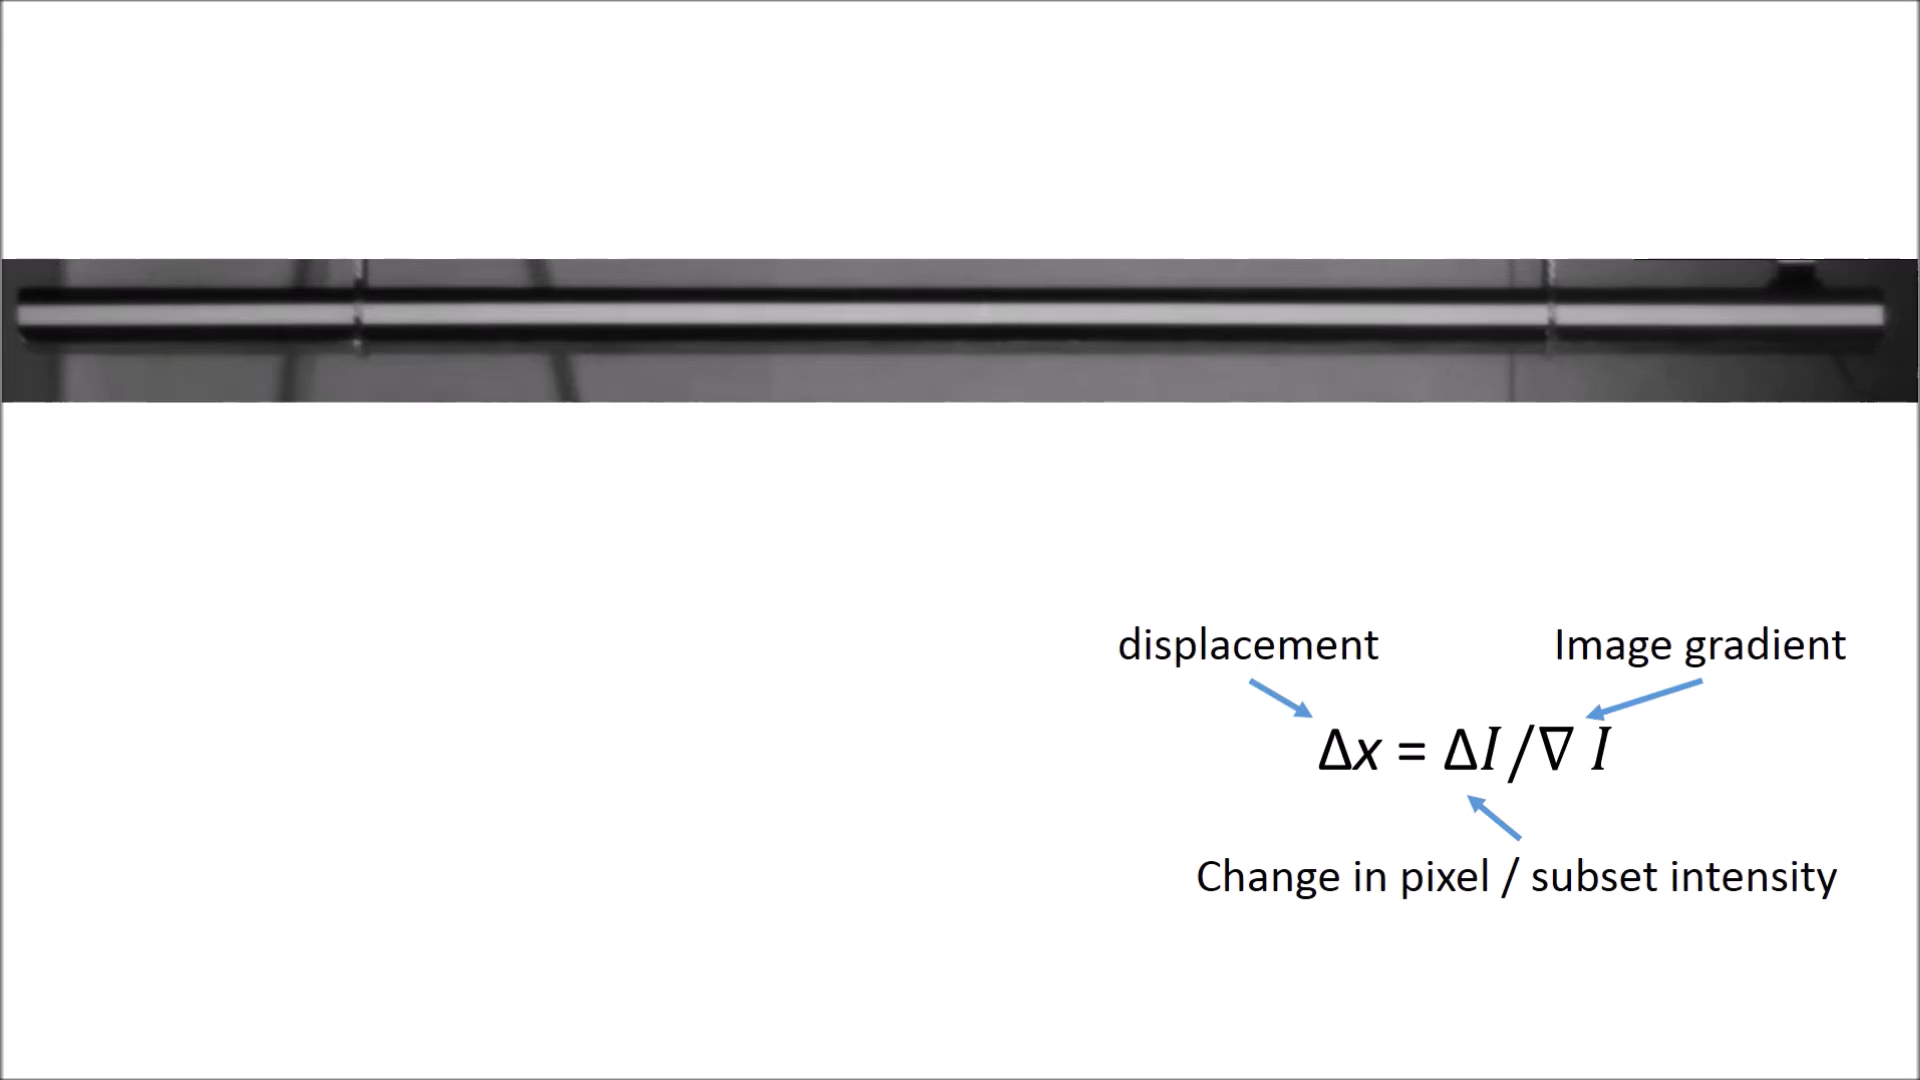 displacement
Image gradient
Δx = ΔI/∇ I
Change in pixel / subset intensity